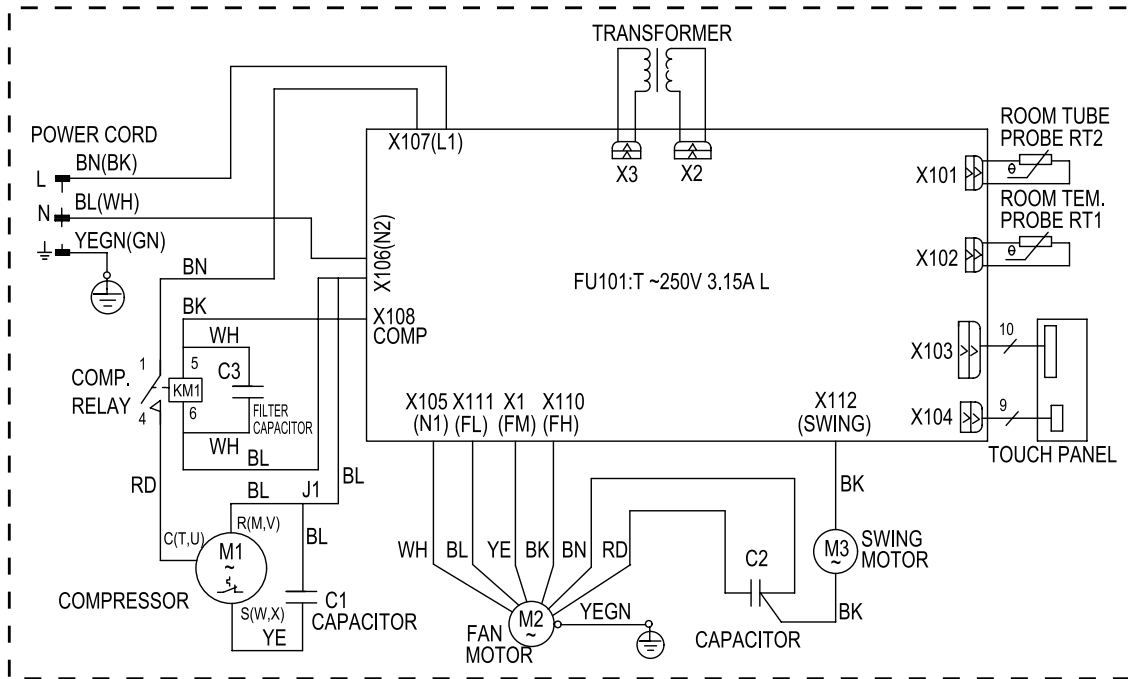 TRANSFORMER
POWER CORD
X107(L1)
X3
X2
ROOM TUBE
PROBE RT2
X101
θ
L
BN(BK)
N
BL(WH)
YEGN(GN)
ROOM TEM.
PROBE RT1
X102
θ
X106(N2)
FU101:T ~250V 3.15A L
BN
BK
X108
COMP
WH
1
5
C3
COMP.
RELAY
KM1
4
6
FILTER
CAPACITOR
WH
BL
X103
10
X104
9
TOUCH PANEL
X105
(N1)
X111
(FL)
X1
(FM)
X110
(FH)
X112
(SWING)
RD
BL
J1
BL
BK
C(T,U)
R(M,V)
M1
~
BL
COMPRESSOR
S(W,X)
YE
C1
CAPACITOR
WH
BL
YE
BK
BN
RD
C2
M3
~
SWING
MOTOR
M2
~
YEGN
FAN
MOTOR
CAPACITOR
BK